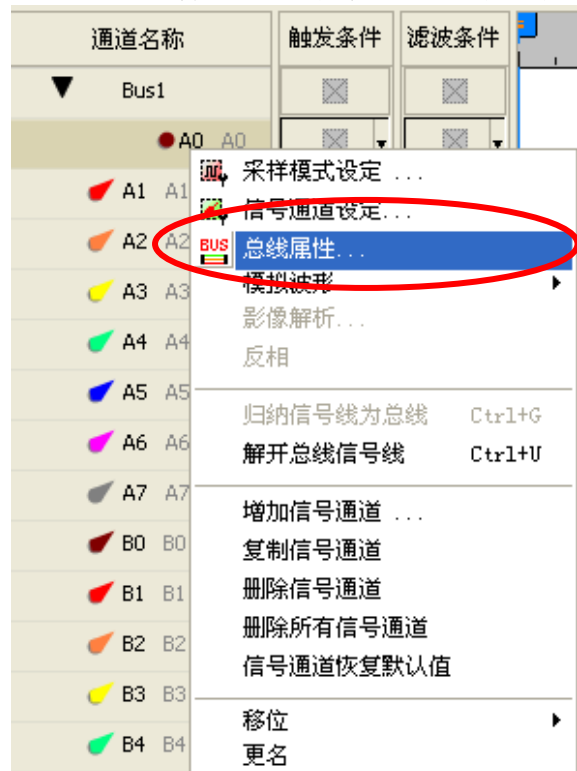 通道名称 触发条件 滤波条件
Bus1
A0 A0
采样模式设定 ...
A1 A1
信号通道设定...
A2 A2
BUS 总线属性...
模拟波形
A3 A3
影像解析...
A4 A4
反相
A5 A5
归纳信号线为总线 Ctrl+G
A6 A6
解开总线信号线 Ctrl+U
A7 A7
增加信号通道 ...
B0 B0
复制信号通道
B1 B1
删除信号通道
删除所有信号通道
B2 B2
信号通道恢复默认值
B3 B3
移位
B4 B4
更名